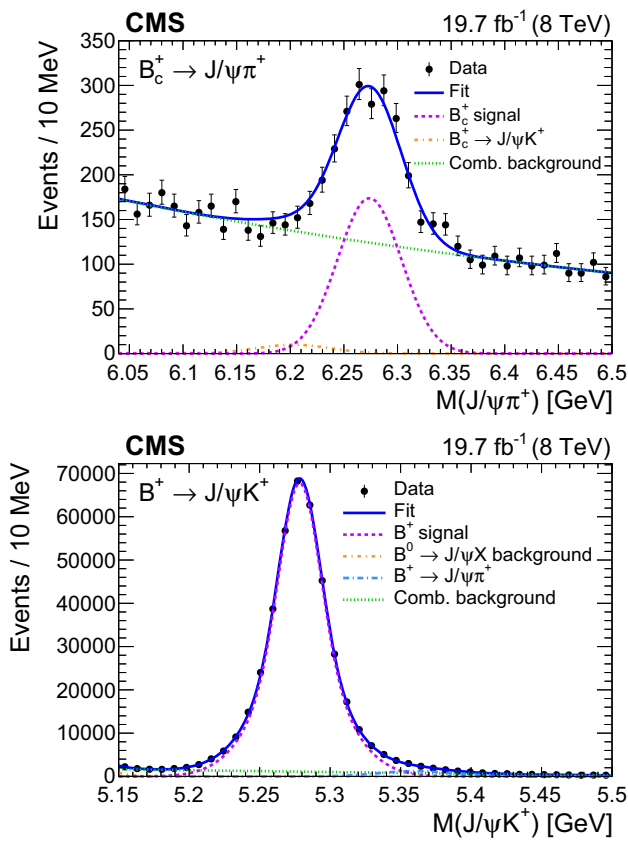 CMS 19.7 fb⁻¹ (8 TeV)
B_c⁺ → J/ψπ⁺
Data
Fit
B_c⁺ signal
B_c⁺ → J/ψK⁺
Comb. background
Events / 10 MeV
350
300
250
200
150
100
50
0
6.05 6.1 6.15 6.2 6.25 6.3 6.35 6.4 6.45 6.5
M(J/ψπ⁺) [GeV]
CMS 19.7 fb⁻¹ (8 TeV)
B⁺ → J/ψK⁺
Data
Fit
B⁺ signal
B⁰ → J/ψX background
B⁺ → J/ψπ⁺
Comb. background
Events / 10 MeV
70000
60000
50000
40000
30000
20000
10000
0
5.15 5.2 5.25 5.3 5.35 5.4 5.45 5.5
M(J/ψK⁺) [GeV]